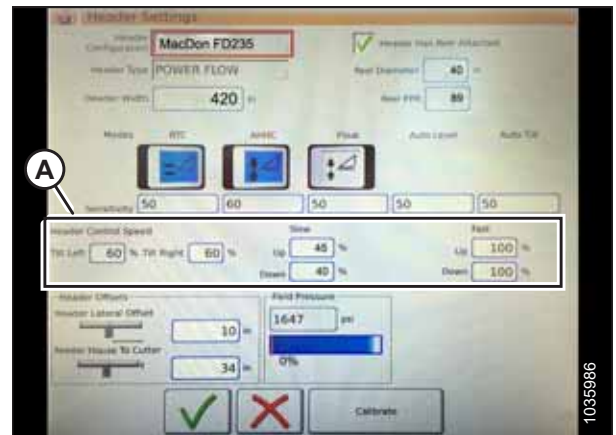 Header Settings
Header Configuration MacDon FD235 Header Has Reel Attached
Header Type POWER FLOW Reel Diameter 40 in
Header Width 420 in Reel PPR 89
Modes RTC AHHC Float Auto Level Auto Tilt
A
Sensitivity 50 60 50 50 50
Header Control Speed Slow Fast
Tilt Left 60 % Tilt Right 60 % Up 48 % Up 100 %
Down 40 % Down 100 %
Header Offsets Field Pressure
Header Lateral Offset 1647 psi
10 in
Feeder House To Cutter 0%
34 in
Calibrate
1035986